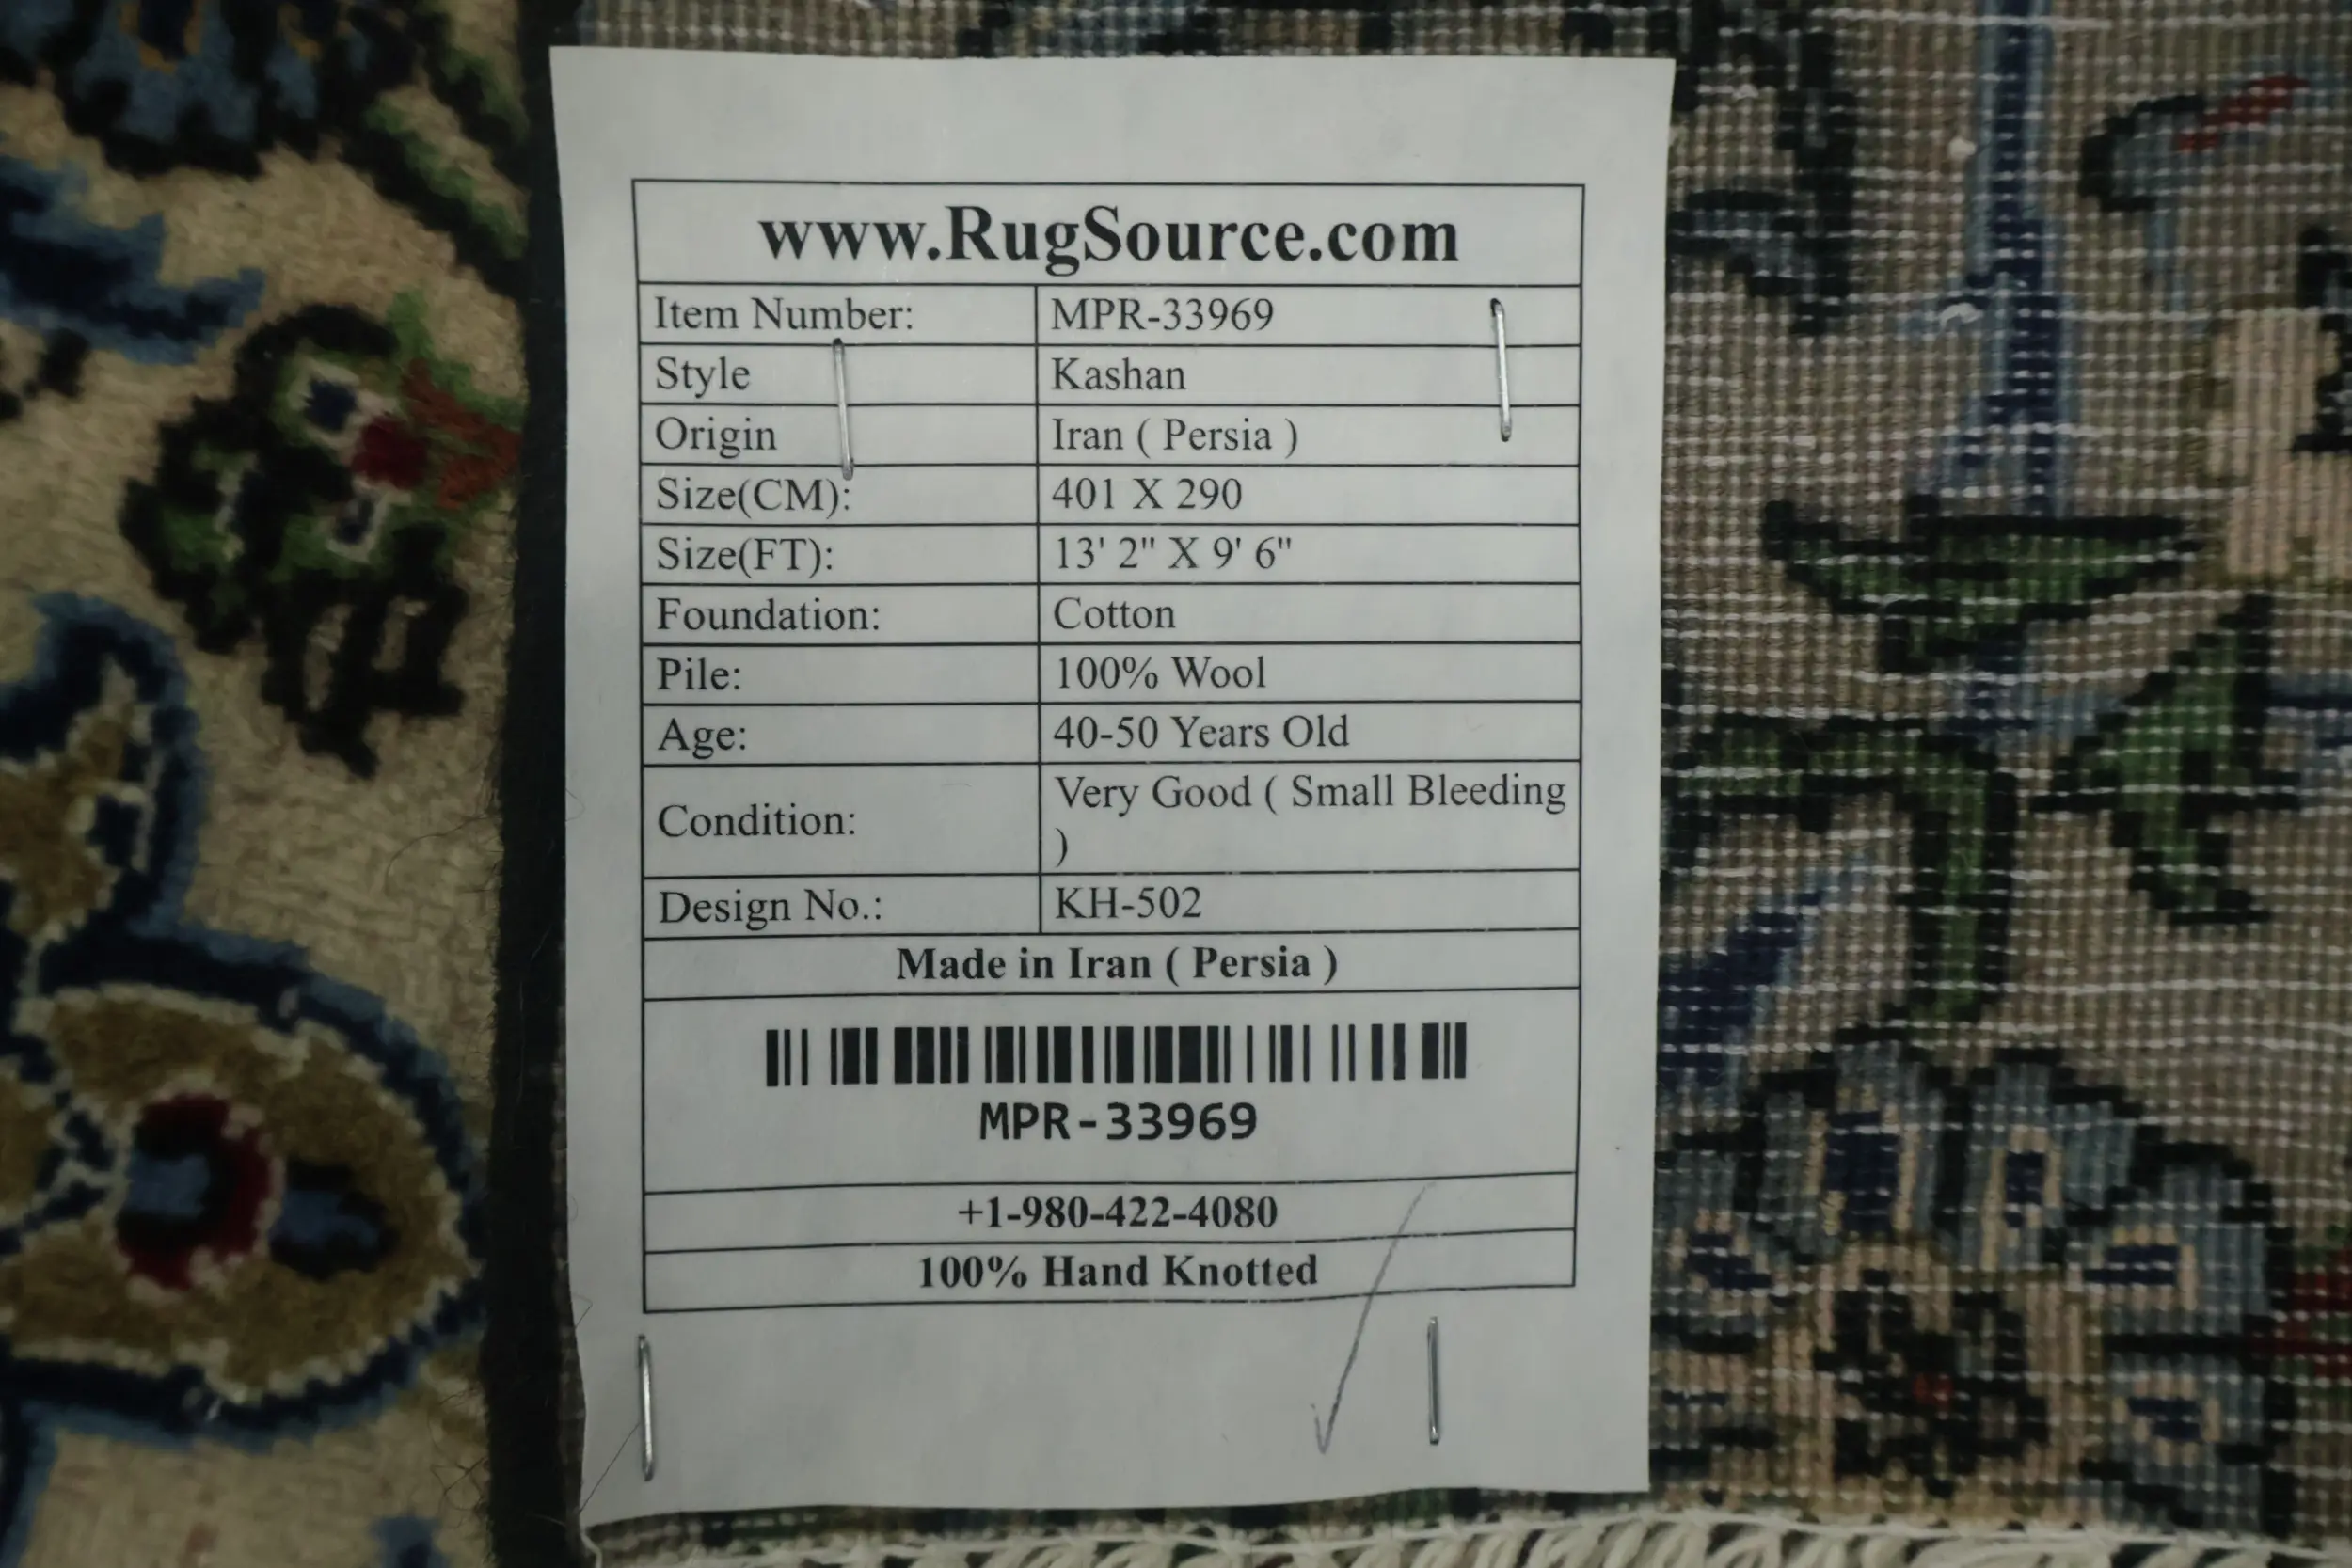 www.RugSource.com
Item Number: MPR-33969
Style Kashan
Origin Iran ( Persia )
Size(CM): 401 X 290
Size(FT): 13' 2" X 9' 6"
Foundation: Cotton
Pile: 100% Wool
Age: 40-50 Years Old
Condition: Very Good ( Small Bleeding
)
Design No.: KH-502
Made in Iran ( Persia )
MPR-33969
+1-980-422-4080
100% Hand Knotted